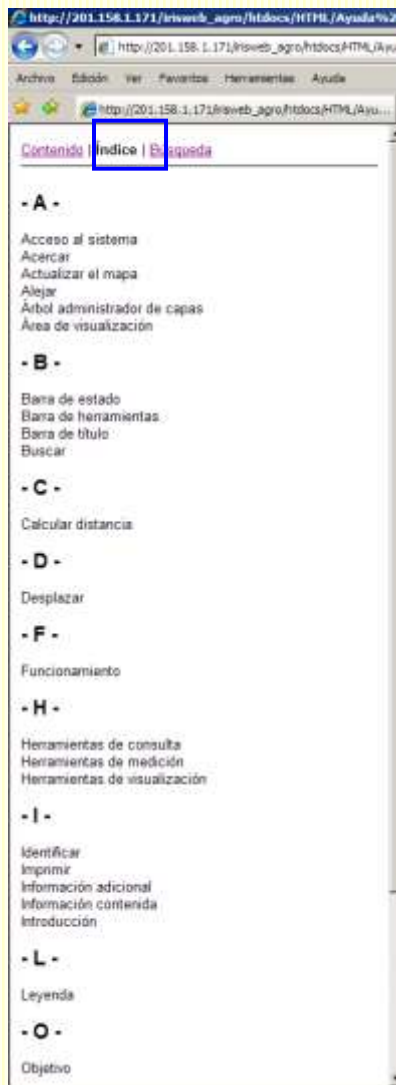 http://201.158.1.171/irisweb_agro/htdocs/HTML/Ayuda%2
http://201.158.1.171/irisweb_agro/htdocs/HTML/Ayu
Archivo Edición Ver Favoritos Herramientas Ayuda
http://201.158.1.171/irisweb_agro/htdocs/HTML/Ayu...
Contenido | Índice | Búsqueda
- A -
Acceso al sistema
Acercar
Actualizar el mapa
Alejar
Árbol administrador de capas
Área de visualización
- B -
Barra de estado
Barra de herramientas
Barra de título
Buscar
- C -
Calcular distancia
- D -
Desplazar
- F -
Funcionamiento
- H -
Herramientas de consulta
Herramientas de medición
Herramientas de visualización
- I -
Identificar
Imprimir
Información adicional
Información contenida
Introducción
- L -
Leyenda
- O -
Objetivo